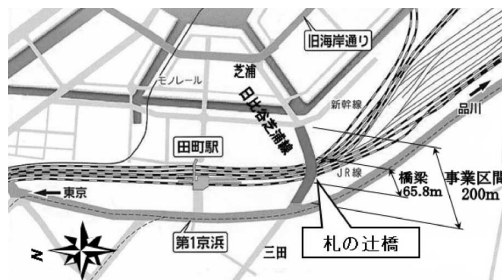 旧海岸通り
芝浦
モノレール
日比谷芝浦線
新幹線
品川
田町駅
JR線
橋梁
65.8m
事業区間
200m
東京
札の辻橋
第1京浜
三田
N